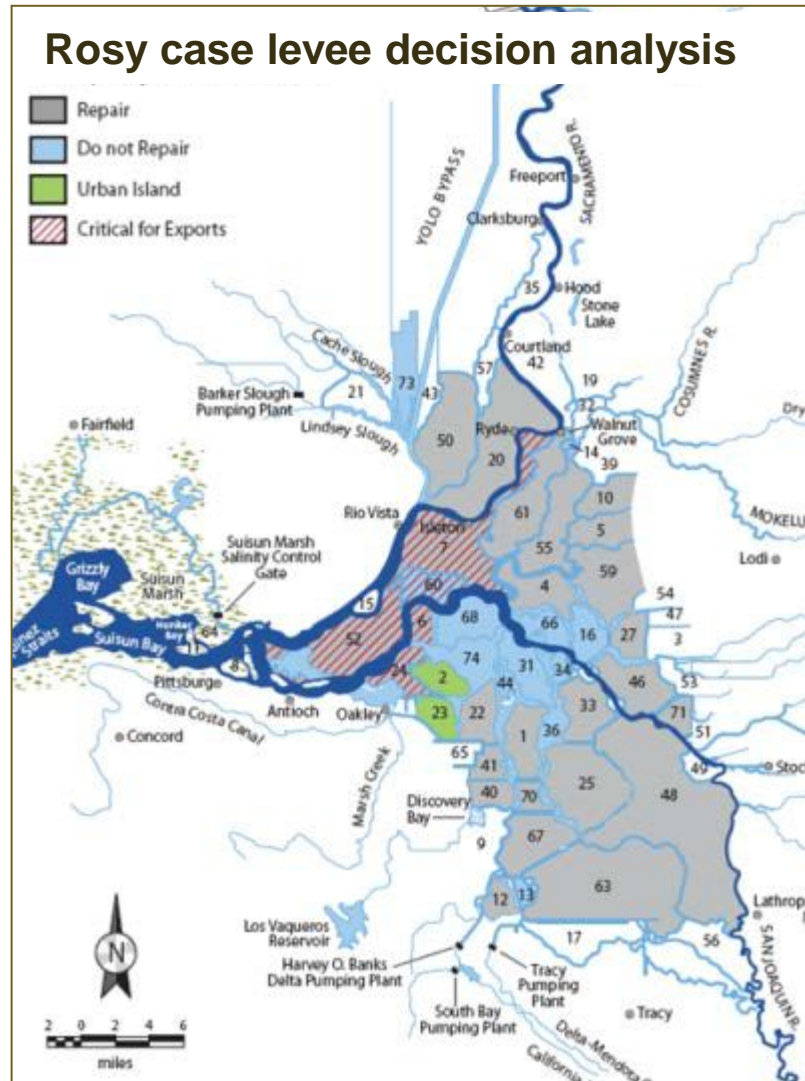 Rosy case levee decision analysis
Repair
Do not Repair
Urban Island
Critical for Exports
YOLO BYPASS
Freeport
SACRAMENTO R.
Clarksburg
35
Hood
Stone
Lake
Courtland
42
Cache Slough
73
43
57
19
COSUMNES R.
21
Barker Slough
Pumping Plant
Lindsey Slough
32
Dry
Fairfield
50
Ryde
Walnut
Grove
20
14
39
10
Rio Vista
Isleton
7
61
5
MOKELU
Suisun Marsh
Salinity Control
Gate
55
Lodi
59
Grizzly
Bay
Suisun
Marsh
60
4
15
54
64
11
Suisun Bay
6
68
66
16
27
47
3
52
8
24
74
31
34
46
53
Pittsburg
2
44
Antioch
Oakley
23
22
33
71
51
Contra Costa Canal
Concord
1
36
65
49
Stoc
41
25
48
Marsh Creek
40
70
Discovery
Bay
9
67
12
13
63
Lathrop
Los Vaqueros
Reservoir
17
56
SAN JOAQUIN R.
N
Harvey O. Banks
Delta Pumping Plant
Tracy
Pumping
Plant
South Bay
Pumping Plant
Tracy
Delta-Mendota
California
2 0 2 4 6
miles